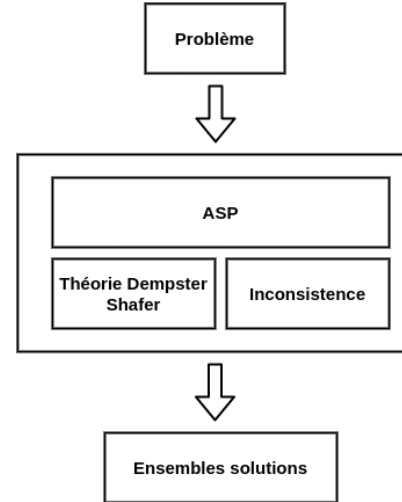 Problème
ASP
Théorie Dempster
Shafer
Inconsistence
Ensembles solutions